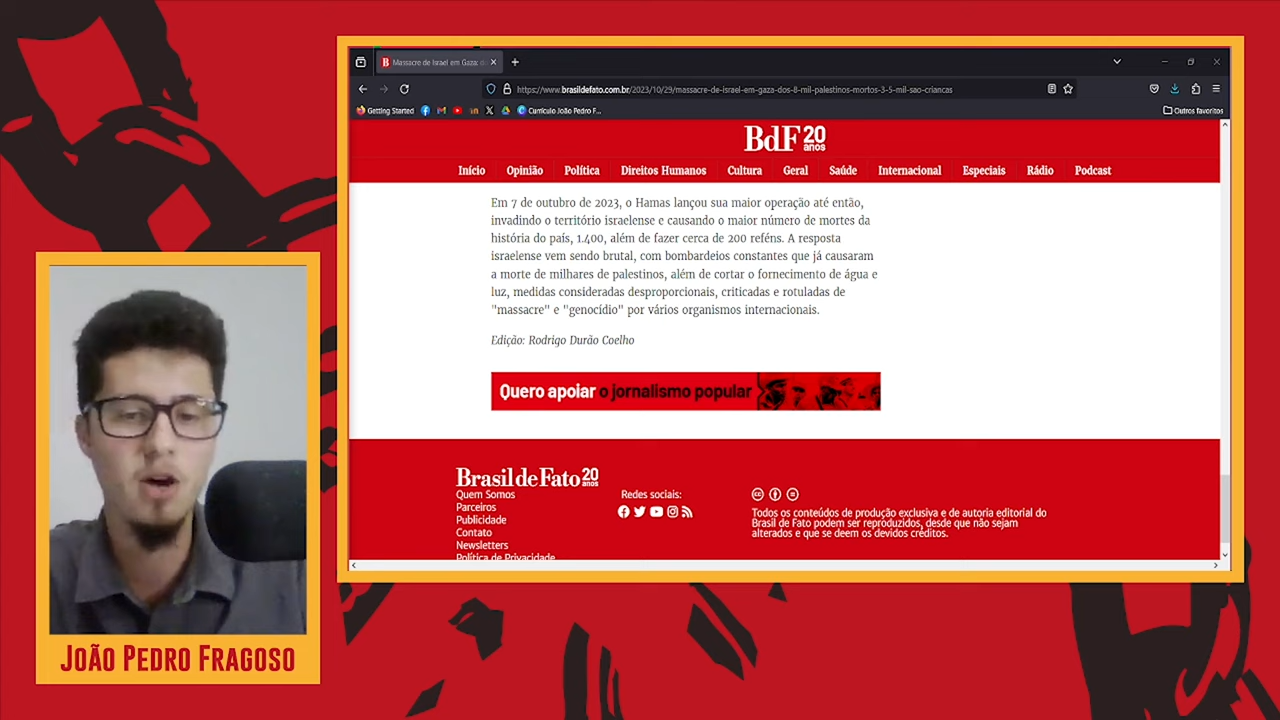 Massacre de Israel em Gaza: d
https://www.brasildefato.com.br/2023/10/29/massacre-de-israel-em-gaza-dos-8-mil-palestinos-mortos-3-5-mil-sao-criancas
Getting Started
Currículo João Pedro F...
Outros favoritos
BdF 20 anos
Início Opinião Política Direitos Humanos Cultura Geral Saúde Internacional Especiais Rádio Podcast
Em 7 de outubro de 2023, o Hamas lançou sua maior operação até então,
invadindo o território israelense e causando o maior número de mortes da
história do país, 1.400, além de fazer cerca de 200 reféns. A resposta
israelense vem sendo brutal, com bombardeios constantes que já causaram
a morte de milhares de palestinos, além de cortar o fornecimento de água e
luz, medidas consideradas desproporcionais, criticadas e rotuladas de
"massacre" e "genocídio" por vários organismos internacionais.
Edição: Rodrigo Durão Coelho
Quero apoiar o jornalismo popular
Brasil de Fato 20 anos
Quem Somos
Parceiros
Publicidade
Contato
Newsletters
Política de Privacidade
Redes sociais:
Todos os conteúdos de produção exclusiva e de autoria editorial do
Brasil de Fato podem ser reproduzidos, desde que não sejam
alterados e que se deem os devidos créditos.
João Pedro Fragoso